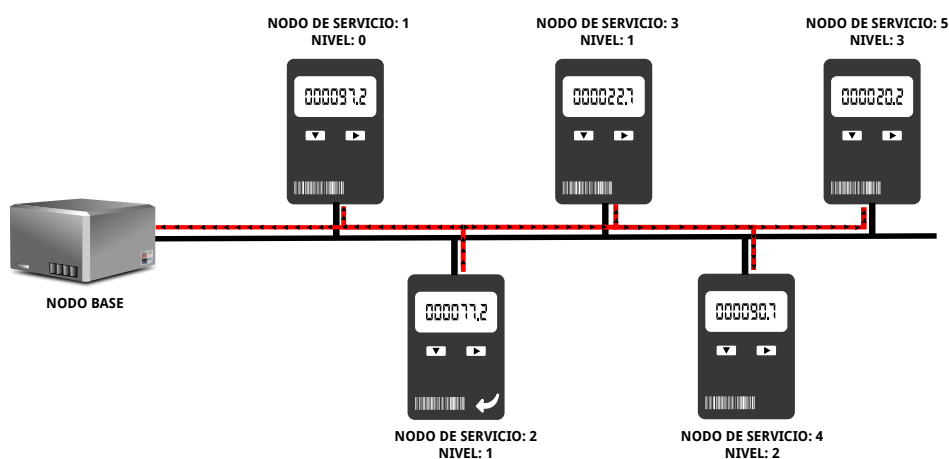 NODO DE SERVICIO: 1
NIVEL: 0
NODO DE SERVICIO: 3
NIVEL: 1
NODO DE SERVICIO: 5
NIVEL: 3
000097.2
000022.7
000020.2
NODO BASE
000077.2
000090.7
NODO DE SERVICIO: 2
NIVEL: 1
NODO DE SERVICIO: 4
NIVEL: 2